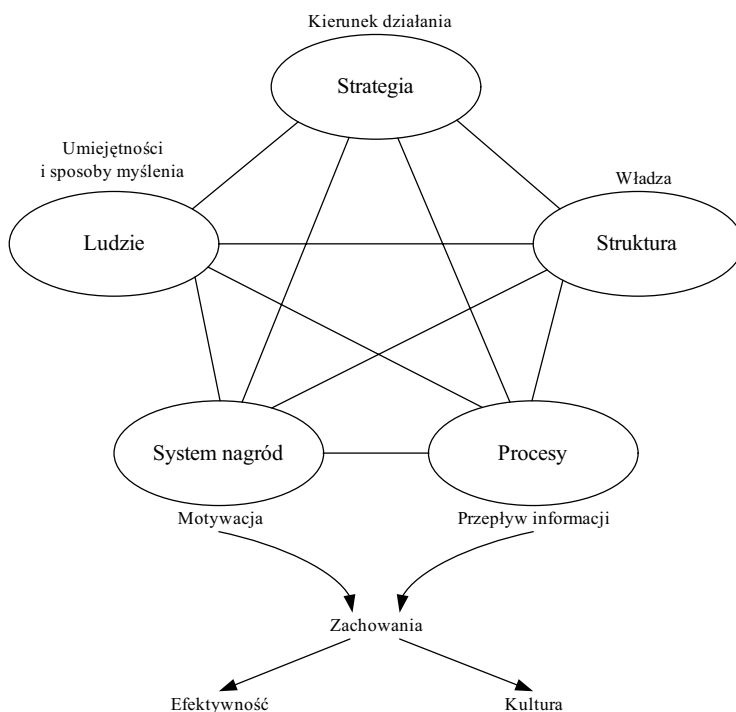 Kierunek działania
Strategia
Umiejętności
i sposoby myślenia
Władza
Ludzie
Struktura
System nagród
Procesy
Motywacja
Przepływ informacji
Zachowania
Efektywność
Kultura